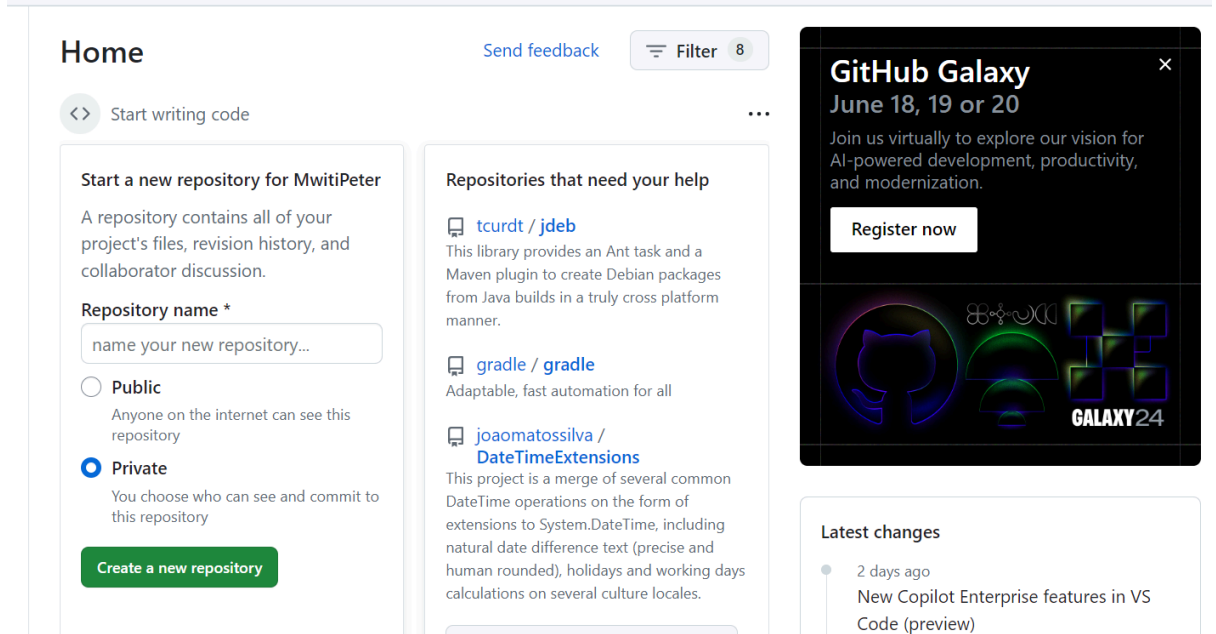 Home
Send feedback
Filter 8
Start writing code
Start a new repository for MwitiPeter
A repository contains all of your
project's files, revision history, and
collaborator discussion.
Repository name *
name your new repository...
Public
Anyone on the internet can see this
repository
Private
You choose who can see and commit to
this repository
Create a new repository
Repositories that need your help
tcurdt / jdeb
This library provides an Ant task and a
Maven plugin to create Debian packages
from Java builds in a truly cross platform
manner.
gradle / gradle
Adaptable, fast automation for all
joaomatossilva /
DateTimeExtensions
This project is a merge of several common
DateTime operations on the form of
extensions to System.DateTime, including
natural date difference text (precise and
human rounded), holidays and working days
calculations on several culture locales.
GitHub Galaxy
June 18, 19 or 20
Join us virtually to explore our vision for
AI-powered development, productivity,
and modernization.
Register now
GALAXY24
Latest changes
2 days ago
New Copilot Enterprise features in VS
Code (preview)